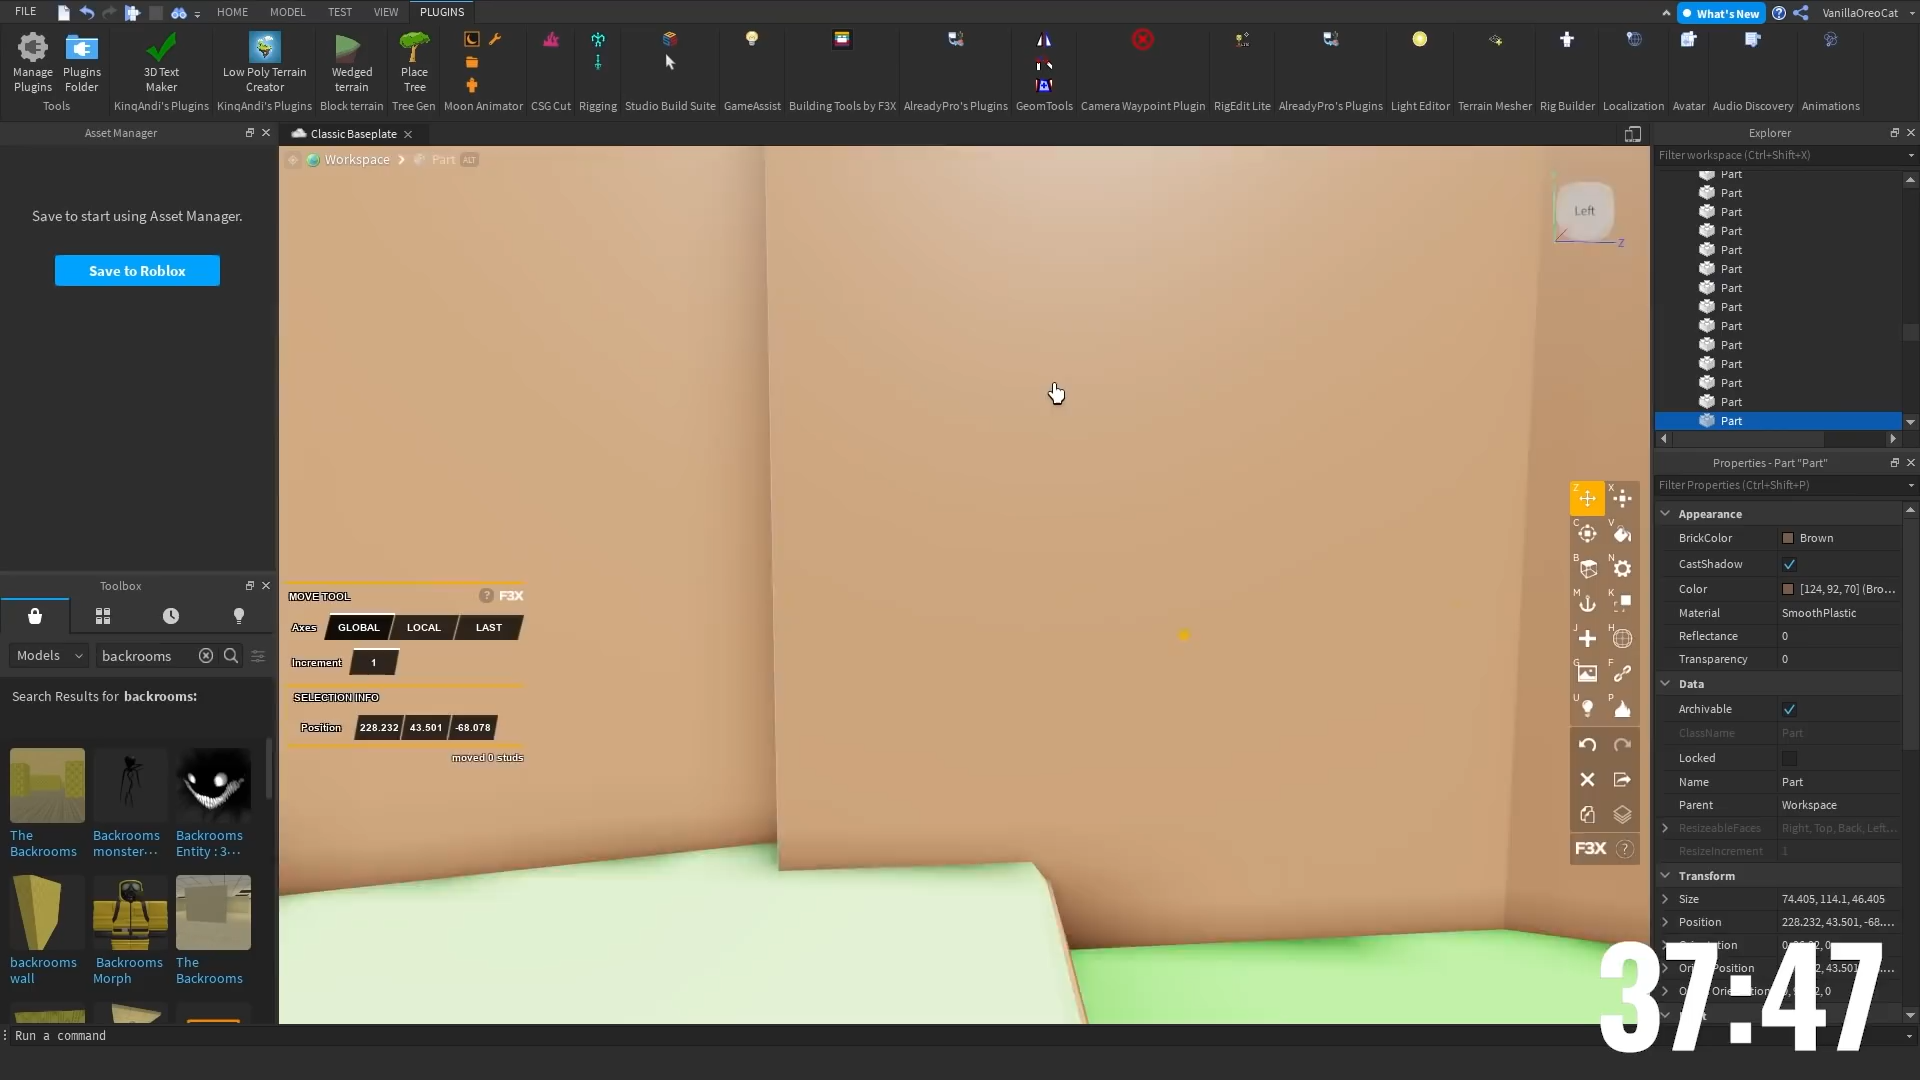 FILE
HOME
MODEL
TEST
VIEW
PLUGINS
What's New
VanillaOreoCat
Manage
Plugins
Plugins
Folder
3D Text
Maker
Low Poly Terrain
Creator
Wedged
terrain
Place
Tree
Tools
KinqAndi's Plugins
KinqAndi's Plugins
Block terrain
Tree Gen
Moon Animator
CSG Cut
Rigging
Studio Build Suite
GameAssist
Building Tools by F3X
AlreadyPro's Plugins
GeomTools
Camera Waypoint Plugin
RigEdit Lite
AlreadyPro's Plugins
Light Editor
Terrain Mesher
Rig Builder
Localization
Avatar
Audio Discovery
Animations
Asset Manager
Save to start using Asset Manager.
Save to Roblox
Toolbox
Models
backrooms
Search Results for backrooms:
The
Backrooms
Backrooms
monster...
Backrooms
Entity : 3...
backrooms
wall
Backrooms
Morph
The
Backrooms
Run a command
Classic Baseplate
Workspace
Part
ALT
Left
Z
MOVE TOOL
? F3X
Axes
GLOBAL
LOCAL
LAST
Increment
1
SELECTION INFO
Position
228.232
43.501
-68.078
moved 0 studs
Z
X
C
V
B
N
M
K
J
H
G
F
U
P
F3X ?
Explorer
Filter workspace (Ctrl+Shift+X)
Part
Part
Part
Part
Part
Part
Part
Part
Part
Part
Part
Part
Part
Part
Properties - Part "Part"
Filter Properties (Ctrl+Shift+P)
Appearance
BrickColor
Brown
CastShadow
Color
[124, 92, 70] (Bro...
Material
SmoothPlastic
Reflectance
0
Transparency
0
Data
Archivable
ClassName
Part
Locked
Name
Part
Parent
Workspace
ResizeableFaces
Right, Top, Back, Left...
ResizeIncrement
1
Transform
Size
74.405, 114.1, 46.405
Position
228.232, 43.501, -68....
37:47